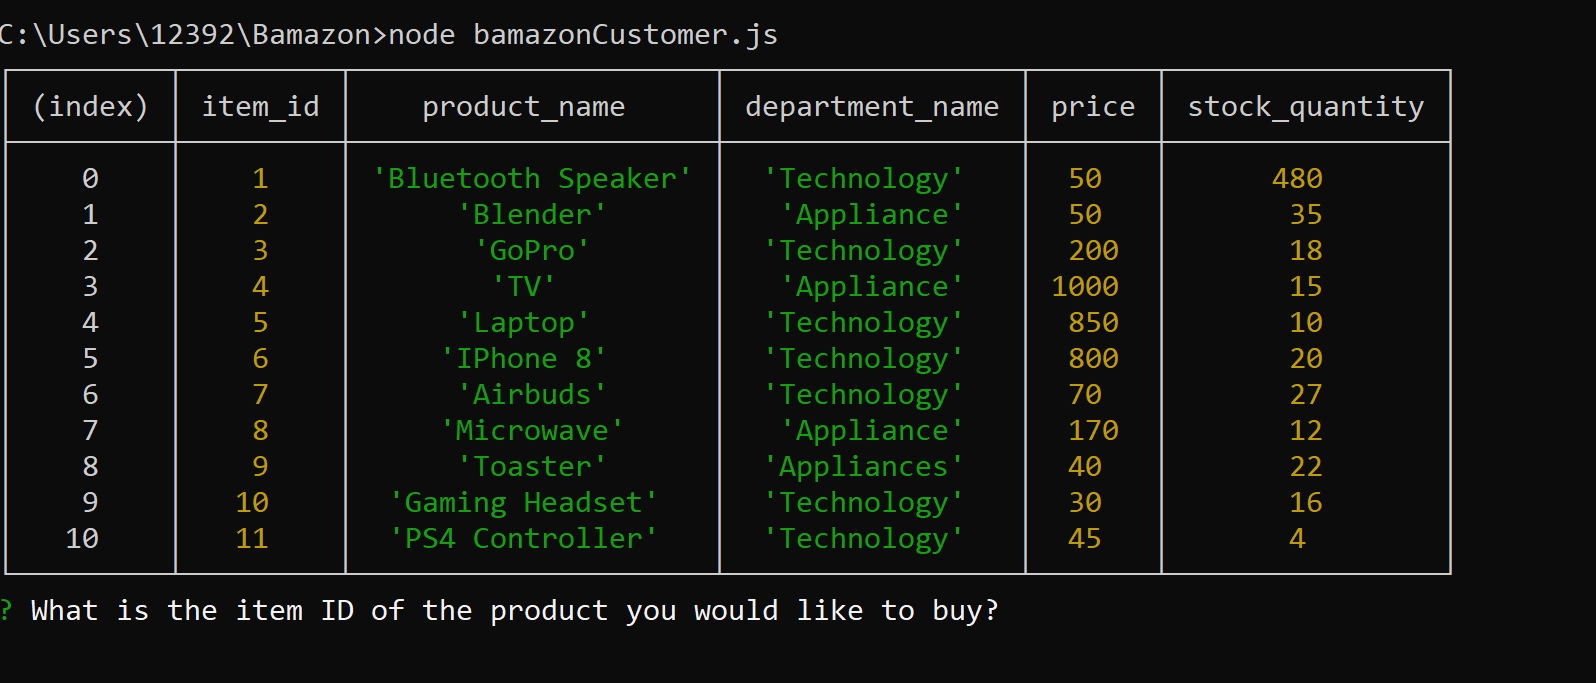 C:\Users\12392\Bamazon>node bamazonCustomer.js
(index) item_id product_name department_name price stock_quantity
0 1 'Bluetooth Speaker' 'Technology' 50 480
1 2 'Blender' 'Appliance' 50 35
2 3 'GoPro' 'Technology' 200 18
3 4 'TV' 'Appliance' 1000 15
4 5 'Laptop' 'Technology' 850 10
5 6 'IPhone 8' 'Technology' 800 20
6 7 'Airbuds' 'Technology' 70 27
7 8 'Microwave' 'Appliance' 170 12
8 9 'Toaster' 'Appliances' 40 22
9 10 'Gaming Headset' 'Technology' 30 16
10 11 'PS4 Controller' 'Technology' 45 4
? What is the item ID of the product you would like to buy?